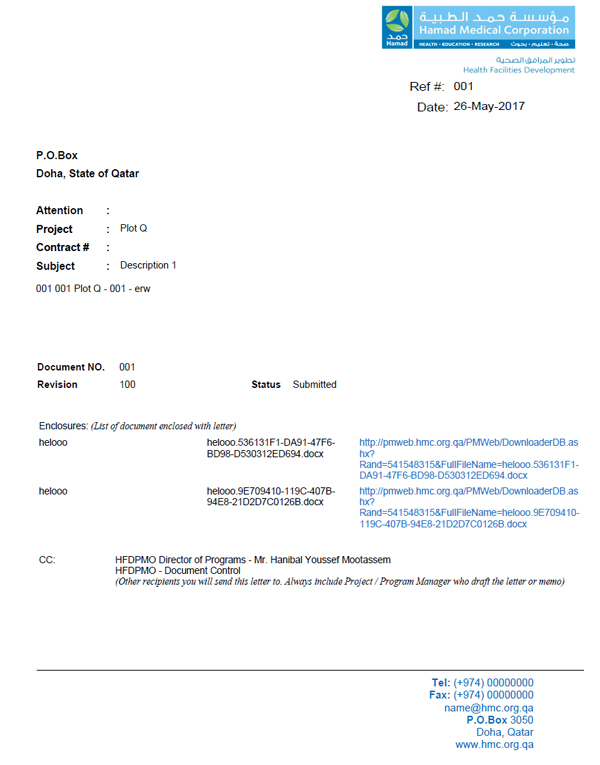 مؤسسة حمد الطبية
Hamad Medical Corporation
حمد
Hamad
HEALTH • EDUCATION • RESEARCH صحة • تعليم • بحوث
تطوير المرافق الصحية
Health Facilities Development
Ref #: 001
Date: 26-May-2017
P.O.Box
Doha, State of Qatar
Attention :
Project : Plot Q
Contract # :
Subject : Description 1
001 001 Plot Q - 001 - erw
Document NO. 001
Revision 100 Status Submitted
Enclosures: (List of document enclosed with letter)
helooo helooo.536131F1-DA91-47F6- http://pmweb.hmc.org.qa/PMWeb/DownloaderDB.as
BD98-D530312ED694.docx hx?
Rand=541548315&FullFileName=helooo.536131F1-
DA91-47F6-BD98-D530312ED694.docx
helooo helooo.9E709410-119C-407B- http://pmweb.hmc.org.qa/PMWeb/DownloaderDB.as
94E8-21D2D7C0126B.docx hx?
Rand=541548315&FullFileName=helooo.9E709410-
119C-407B-94E8-21D2D7C0126B.docx
CC: HFDPMO Director of Programs - Mr. Hanibal Youssef Mootassem
HFDPMO - Document Control
(Other recipients you will send this letter to. Always include Project / Program Manager who draft the letter or memo)
Tel: (+974) 00000000
Fax: (+974) 00000000
name@hmc.org.qa
P.O.Box 3050
Doha, Qatar
www.hmc.org.qa